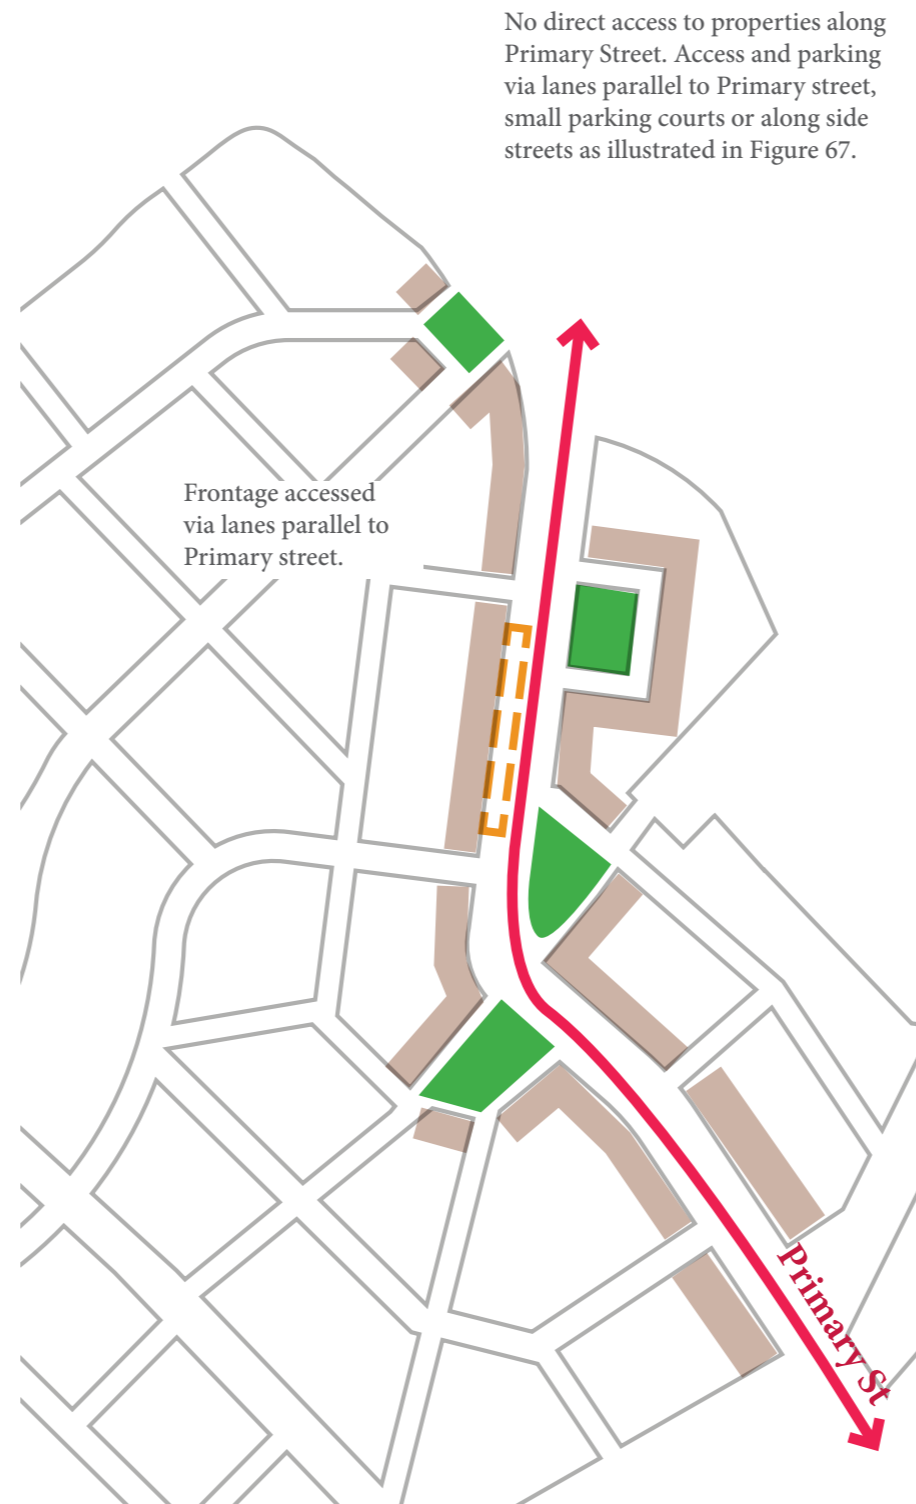 No direct access to properties along
Primary Street. Access and parking
via lanes parallel to Primary street,
small parking courts or along side
streets as illustrated in Figure 67.
Frontage accessed
via lanes parallel to
Primary street.
Primary St